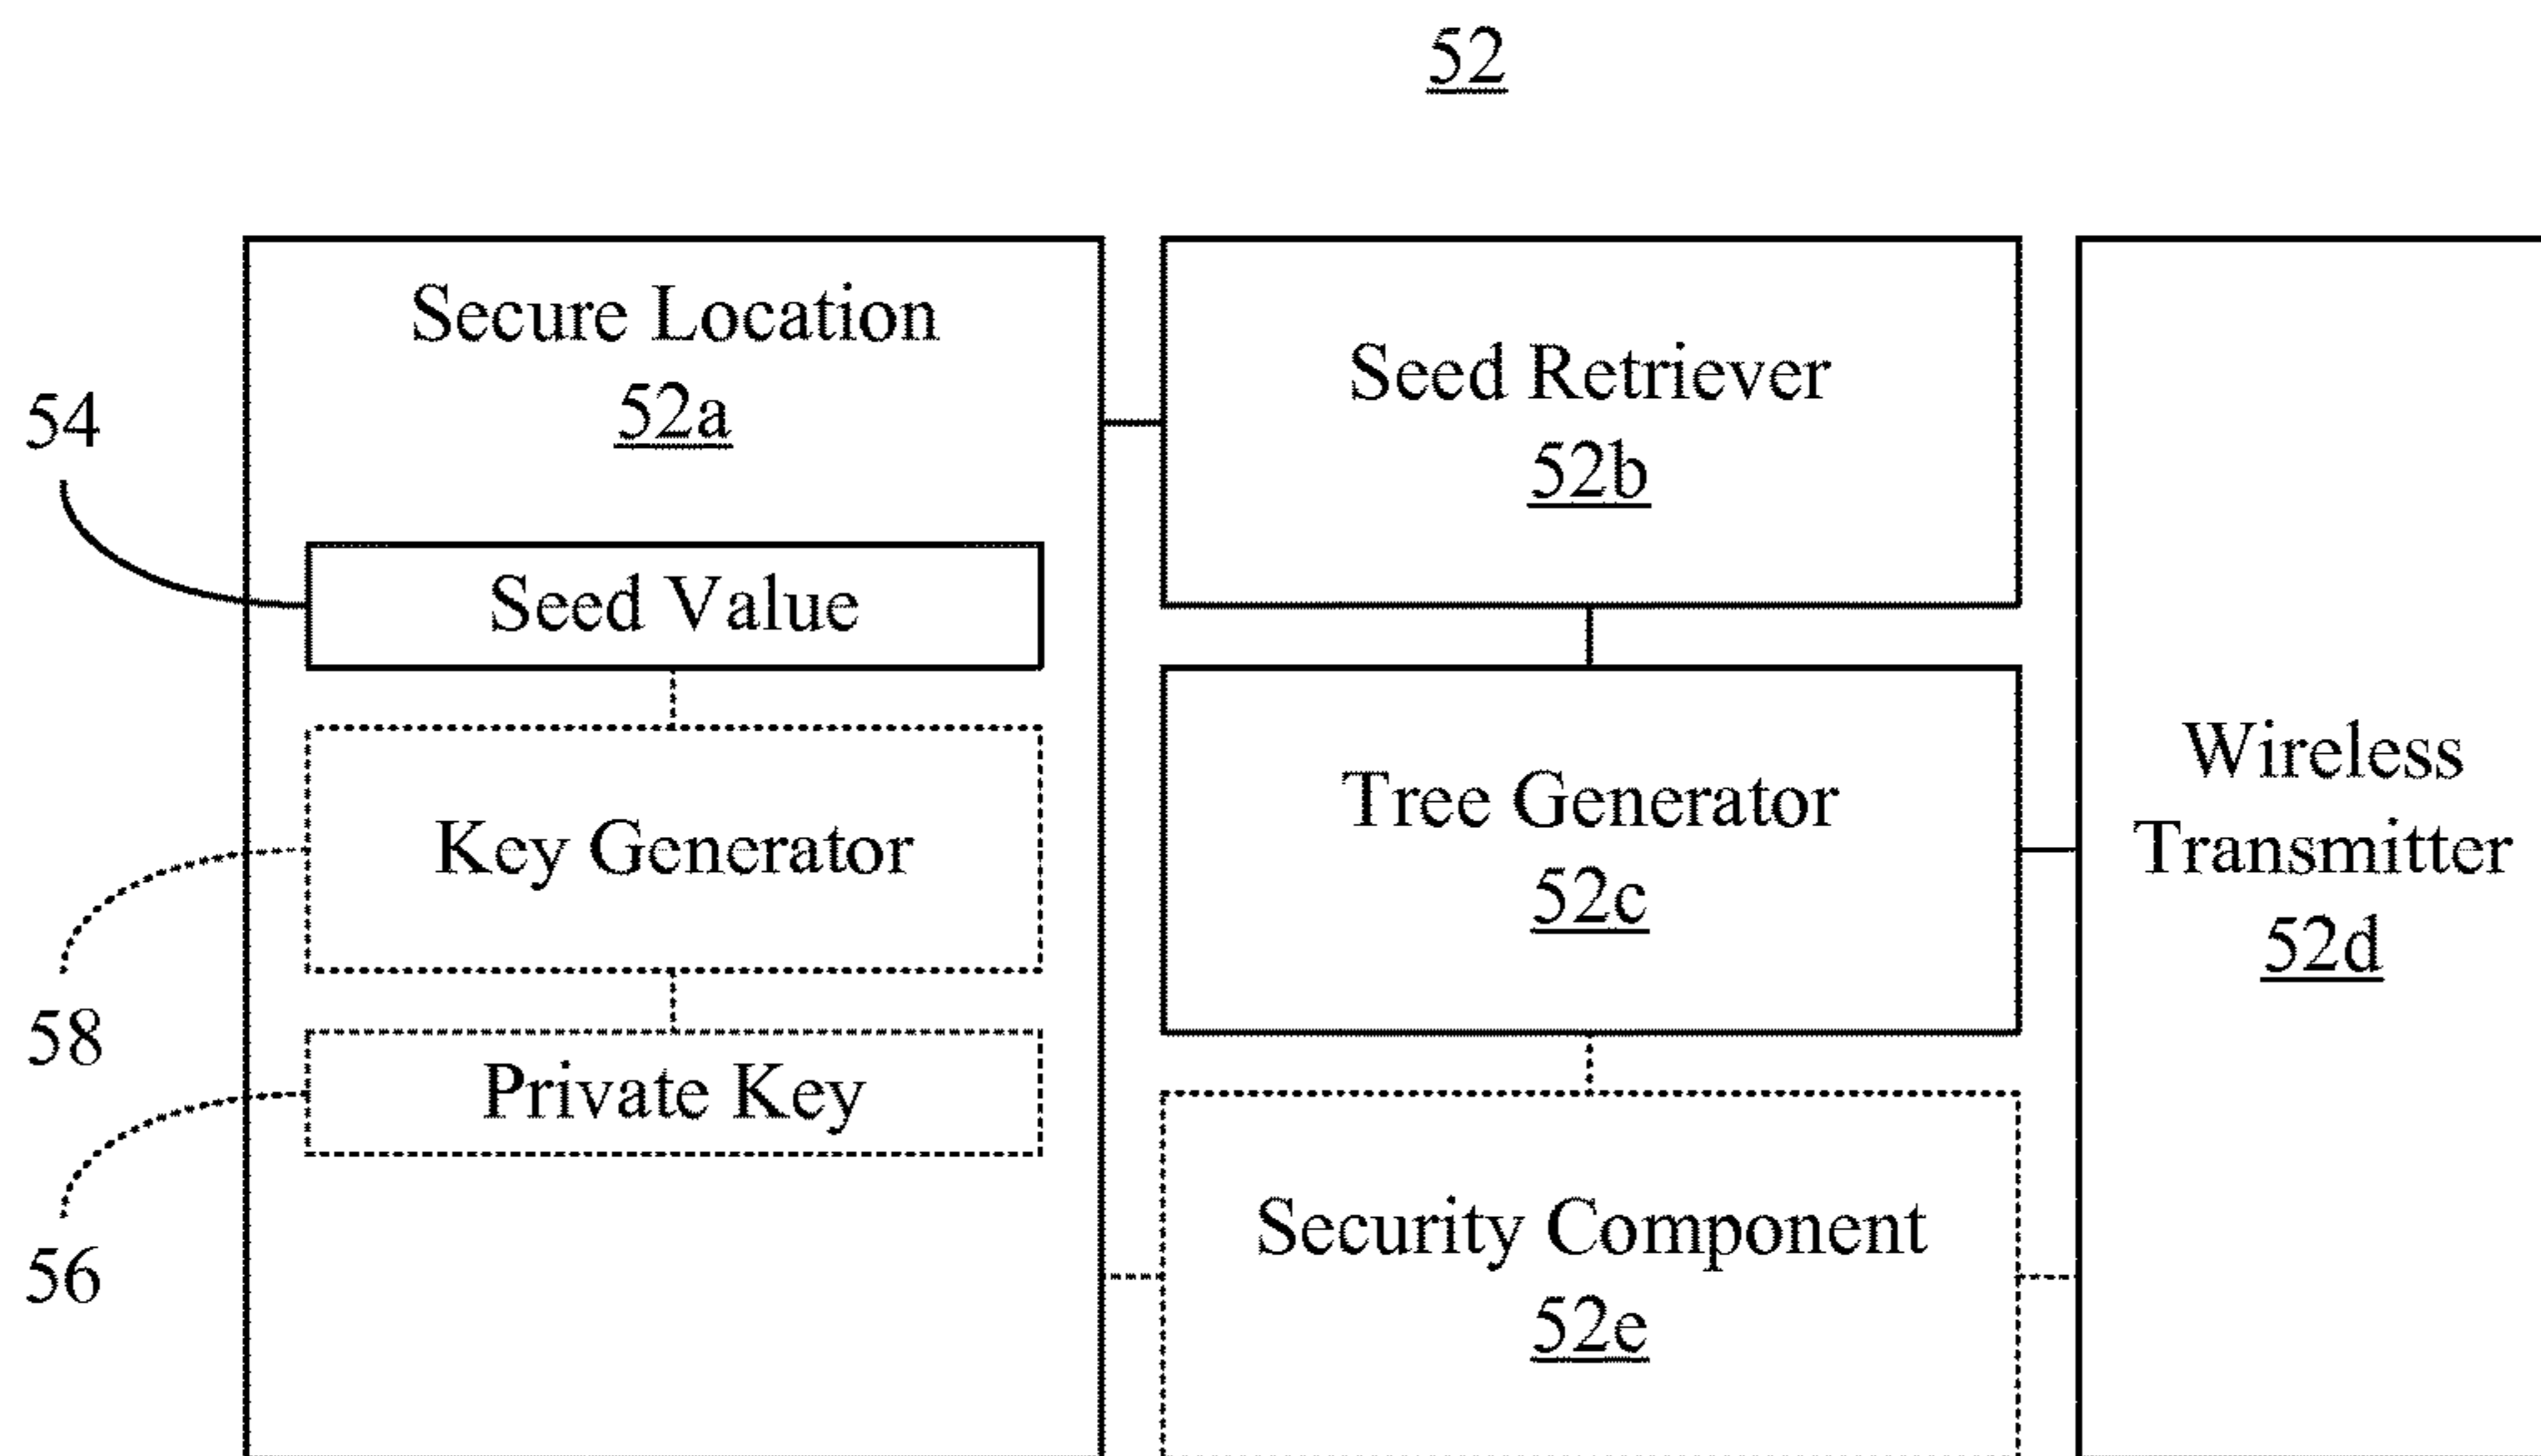 52
Secure Location
52a
54
Seed Value
Key Generator
58
Private Key
56
Seed Retriever
52b
Tree Generator
52c
Security Component
52e
Wireless
Transmitter
52d